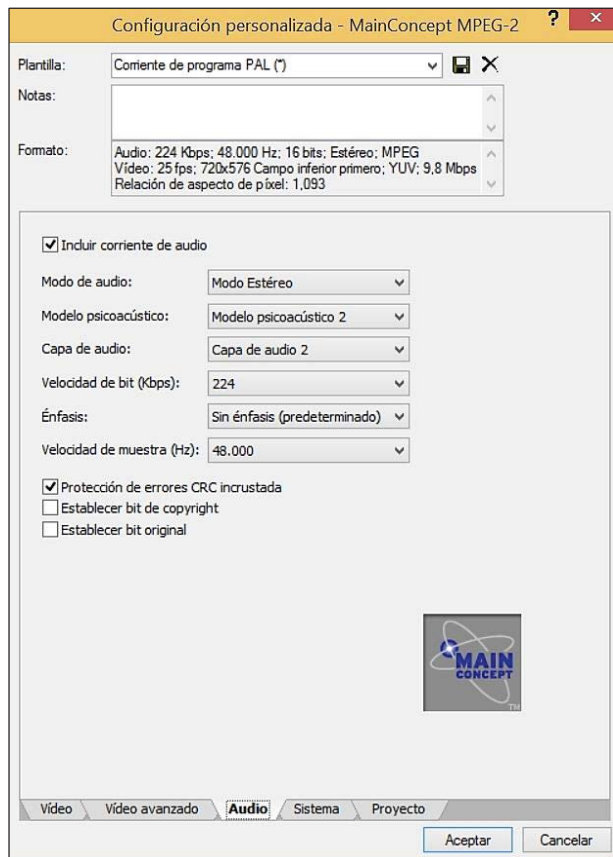 Configuración personalizada - MainConcept MPEG-2
? X
Plantilla: Corriente de programa PAL (*)
Notas:
Formato: Audio: 224 Kbps; 48.000 Hz; 16 bits; Estéreo; MPEG
Vídeo: 25 fps; 720x576 Campo inferior primero; YUV; 9,8 Mbps
Relación de aspecto de píxel: 1,093
Incluir corriente de audio
Modo de audio: Modo Estéreo
Modelo psicoacústico: Modelo psicoacústico 2
Capa de audio: Capa de audio 2
Velocidad de bit (Kbps): 224
Énfasis: Sin énfasis (predeterminado)
Velocidad de muestra (Hz): 48.000
Protección de errores CRC incrustada
Establecer bit de copyright
Establecer bit original
MAIN
CONCEPT
TM
Vídeo Vídeo avanzado Audio Sistema Proyecto
Aceptar Cancelar